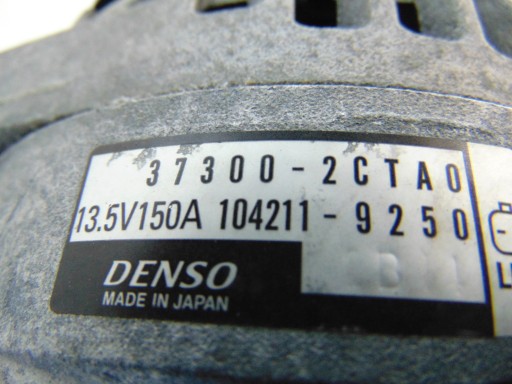 37300-2CTA0
13.5V150A 104211-9250
DENSO
MADE IN JAPAN